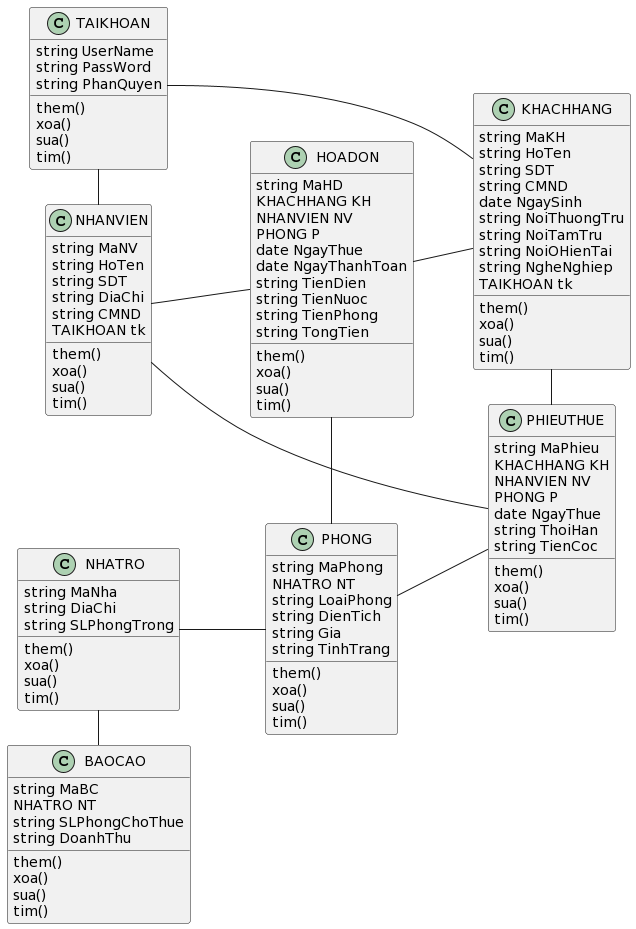 C TAIKHOAN
string UserName
string PassWord
string PhanQuyen
them()
xoa()
sua()
tim()
C KHACHHANG
string MaKH
string HoTen
string SDT
string CMND
date NgaySinh
string NoiThuongTru
string NoiTamTru
string NoiOHienTai
string NgheNghiep
TAIKHOAN tk
them()
xoa()
sua()
tim()
C HOADON
string MaHD
KHACHHANG KH
NHANVIEN NV
PHONG P
date NgayThue
date NgayThanhToan
string TienDien
string TienNuoc
string TienPhong
string TongTien
them()
xoa()
sua()
tim()
C NHANVIEN
string MaNV
string HoTen
string SDT
string DiaChi
string CMND
TAIKHOAN tk
them()
xoa()
sua()
tim()
C PHIEUTHUE
string MaPhieu
KHACHHANG KH
NHANVIEN NV
PHONG P
date NgayThue
string ThoiHan
string TienCoc
them()
xoa()
sua()
tim()
C PHONG
string MaPhong
NHATRO NT
string LoaiPhong
string DienTich
string Gia
string TinhTrang
them()
xoa()
sua()
tim()
C NHATRO
string MaNha
string DiaChi
string SLPhongTrong
them()
xoa()
sua()
tim()
C BAOCAO
string MaBC
NHATRO NT
string SLPhongChoThue
string DoanhThu
them()
xoa()
sua()
tim()